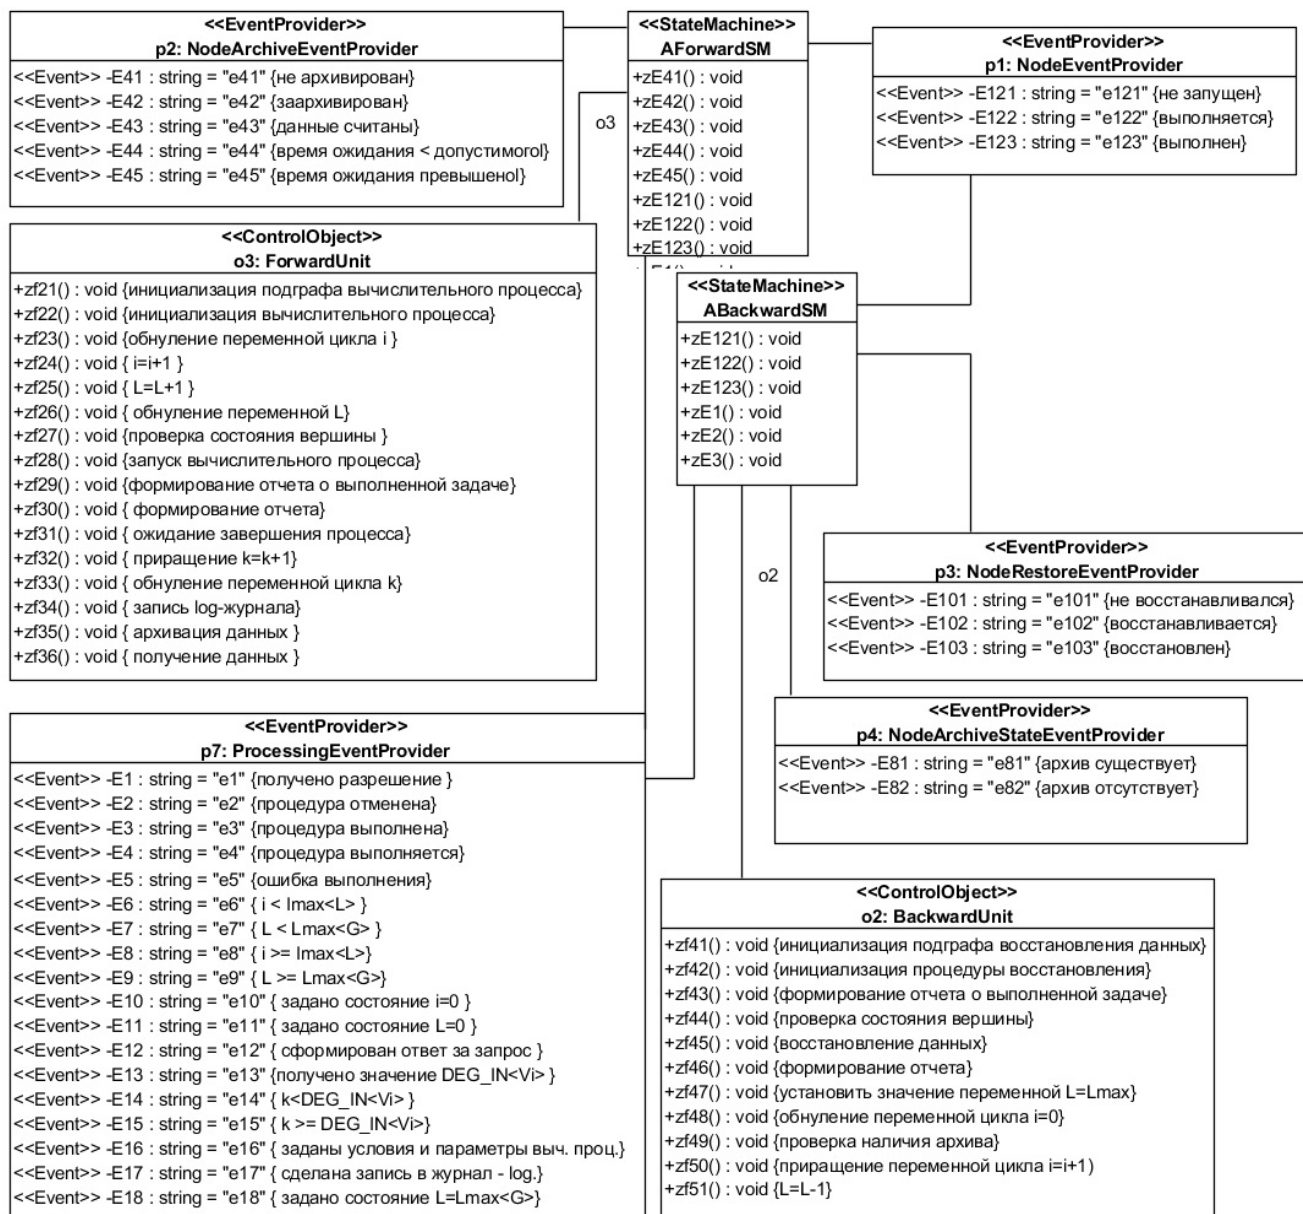 <<EventProvider>>
p2: NodeArchiveEventProvider
<<Event>> -E41 : string = "e41" {не архивирован}
<<Event>> -E42 : string = "e42" {заархивирован}
<<Event>> -E43 : string = "e43" {данные считаны}
<<Event>> -E44 : string = "e44" {время ожидания < допустимогоl}
<<Event>> -E45 : string = "e45" {время ожидания превышеноl}
<<StateMachine>>
AForwardSM
+zE41() : void
+zE42() : void
+zE43() : void
+zE44() : void
+zE45() : void
+zE121() : void
+zE122() : void
+zE123() : void
<<EventProvider>>
p1: NodeEventProvider
<<Event>> -E121 : string = "e121" {не запущен}
<<Event>> -E122 : string = "e122" {выполняется}
<<Event>> -E123 : string = "e123" {выполнен}
o3
<<ControlObject>>
o3: ForwardUnit
+zf21() : void {инициализация подграфа вычислительного процесса}
+zf22() : void {инициализация вычислительного процесса}
+zf23() : void {обнуление переменной цикла i }
+zf24() : void { i=i+1 }
+zf25() : void { L=L+1 }
+zf26() : void { обнуление переменной L}
+zf27() : void {проверка состояния вершины }
+zf28() : void {запуск вычислительного процесса}
+zf29() : void {формирование отчета о выполненной задаче}
+zf30() : void { формирование отчета}
+zf31() : void { ожидание завершения процесса}
+zf32() : void { приращение k=k+1}
+zf33() : void { обнуление переменной цикла k}
+zf34() : void { запись log-журнала}
+zf35() : void { архивация данных }
+zf36() : void { получение данных }
<<StateMachine>>
ABackwardSM
+zE121() : void
+zE122() : void
+zE123() : void
+zE1() : void
+zE2() : void
+zE3() : void
o2
<<EventProvider>>
p3: NodeRestoreEventProvider
<<Event>> -E101 : string = "e101" {не восстанавливался}
<<Event>> -E102 : string = "e102" {восстанавливается}
<<Event>> -E103 : string = "e103" {восстановлен}
<<EventProvider>>
p4: NodeArchiveStateEventProvider
<<Event>> -E81 : string = "e81" {архив существует}
<<Event>> -E82 : string = "e82" {архив отсутствует}
<<EventProvider>>
p7: ProcessingEventProvider
<<Event>> -E1 : string = "e1" {получено разрешение }
<<Event>> -E2 : string = "e2" {процедура отменена}
<<Event>> -E3 : string = "e3" {процедура выполнена}
<<Event>> -E4 : string = "e4" {процедура выполняется}
<<Event>> -E5 : string = "e5" {ошибка выполнения}
<<Event>> -E6 : string = "e6" { i < Imax<L> }
<<Event>> -E7 : string = "e7" { L < Lmax<G> }
<<Event>> -E8 : string = "e8" { i >= Imax<L>}
<<Event>> -E9 : string = "e9" { L >= Lmax<G>}
<<Event>> -E10 : string = "e10" { задано состояние i=0 }
<<Event>> -E11 : string = "e11" { задано состояние L=0 }
<<Event>> -E12 : string = "e12" { сформирован ответ за запрос }
<<Event>> -E13 : string = "e13" {получено значение DEG_IN<Vi> }
<<Event>> -E14 : string = "e14" { k<DEG_IN<Vi> }
<<Event>> -E15 : string = "e15" { k >= DEG_IN<Vi>}
<<Event>> -E16 : string = "e16" { заданы условия и параметры выч. проц.}
<<Event>> -E17 : string = "e17" { сделана запись в журнал - log.}
<<Event>> -E18 : string = "e18" { задано состояние L=Lmax<G>}
<<ControlObject>>
o2: BackwardUnit
+zf41() : void {инициализация подграфа восстановления данных}
+zf42() : void {инициализация процедуры восстановления}
+zf43() : void {формирование отчета о выполненной задаче}
+zf44() : void {проверка состояния вершины}
+zf45() : void {восстановление данных}
+zf46() : void {формирование отчета}
+zf47() : void {установить значение переменной L=Lmax}
+zf48() : void {обнуление переменной цикла i=0}
+zf49() : void {проверка наличия архива}
+zf50() : void {приращение переменной цикла i=i+1)
+zf51() : void {L=L-1}